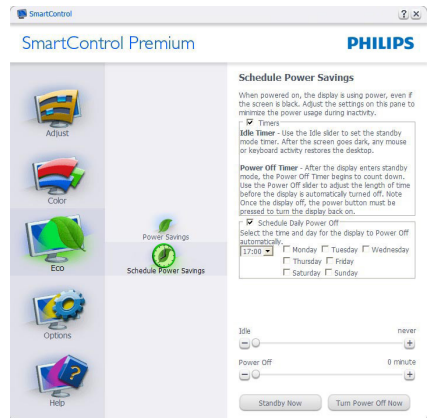 SmartControl
SmartControl Premium
PHILIPS
Adjust
Color
Eco
Options
Help
Power Savings
Schedule Power Savings
Schedule Power Savings
When powered on, the display is using power, even if
the screen is black. Adjust the settings on this pane to
minimize the power usage during inactivity.
Timers
Idle Timer - Use the Idle slider to set the standby
mode timer. After the screen goes dark, any mouse
or keyboard activity restores the desktop.
Power Off Timer - After the display enters standby
mode, the Power Off Timer begins to count down.
Use the Power Off slider to adjust the length of time
before the display is automatically turned off. Note
Once the display off, the power button must be
pressed to turn the display back on.
Schedule Daily Power Off
Select the time and day for the display to Power Off
automatically.
17:00 Monday Tuesday Wednesday
Thursday Friday
Saturday Sunday
Idle never
Power Off 0 minute
Standby Now Turn Power Off Now